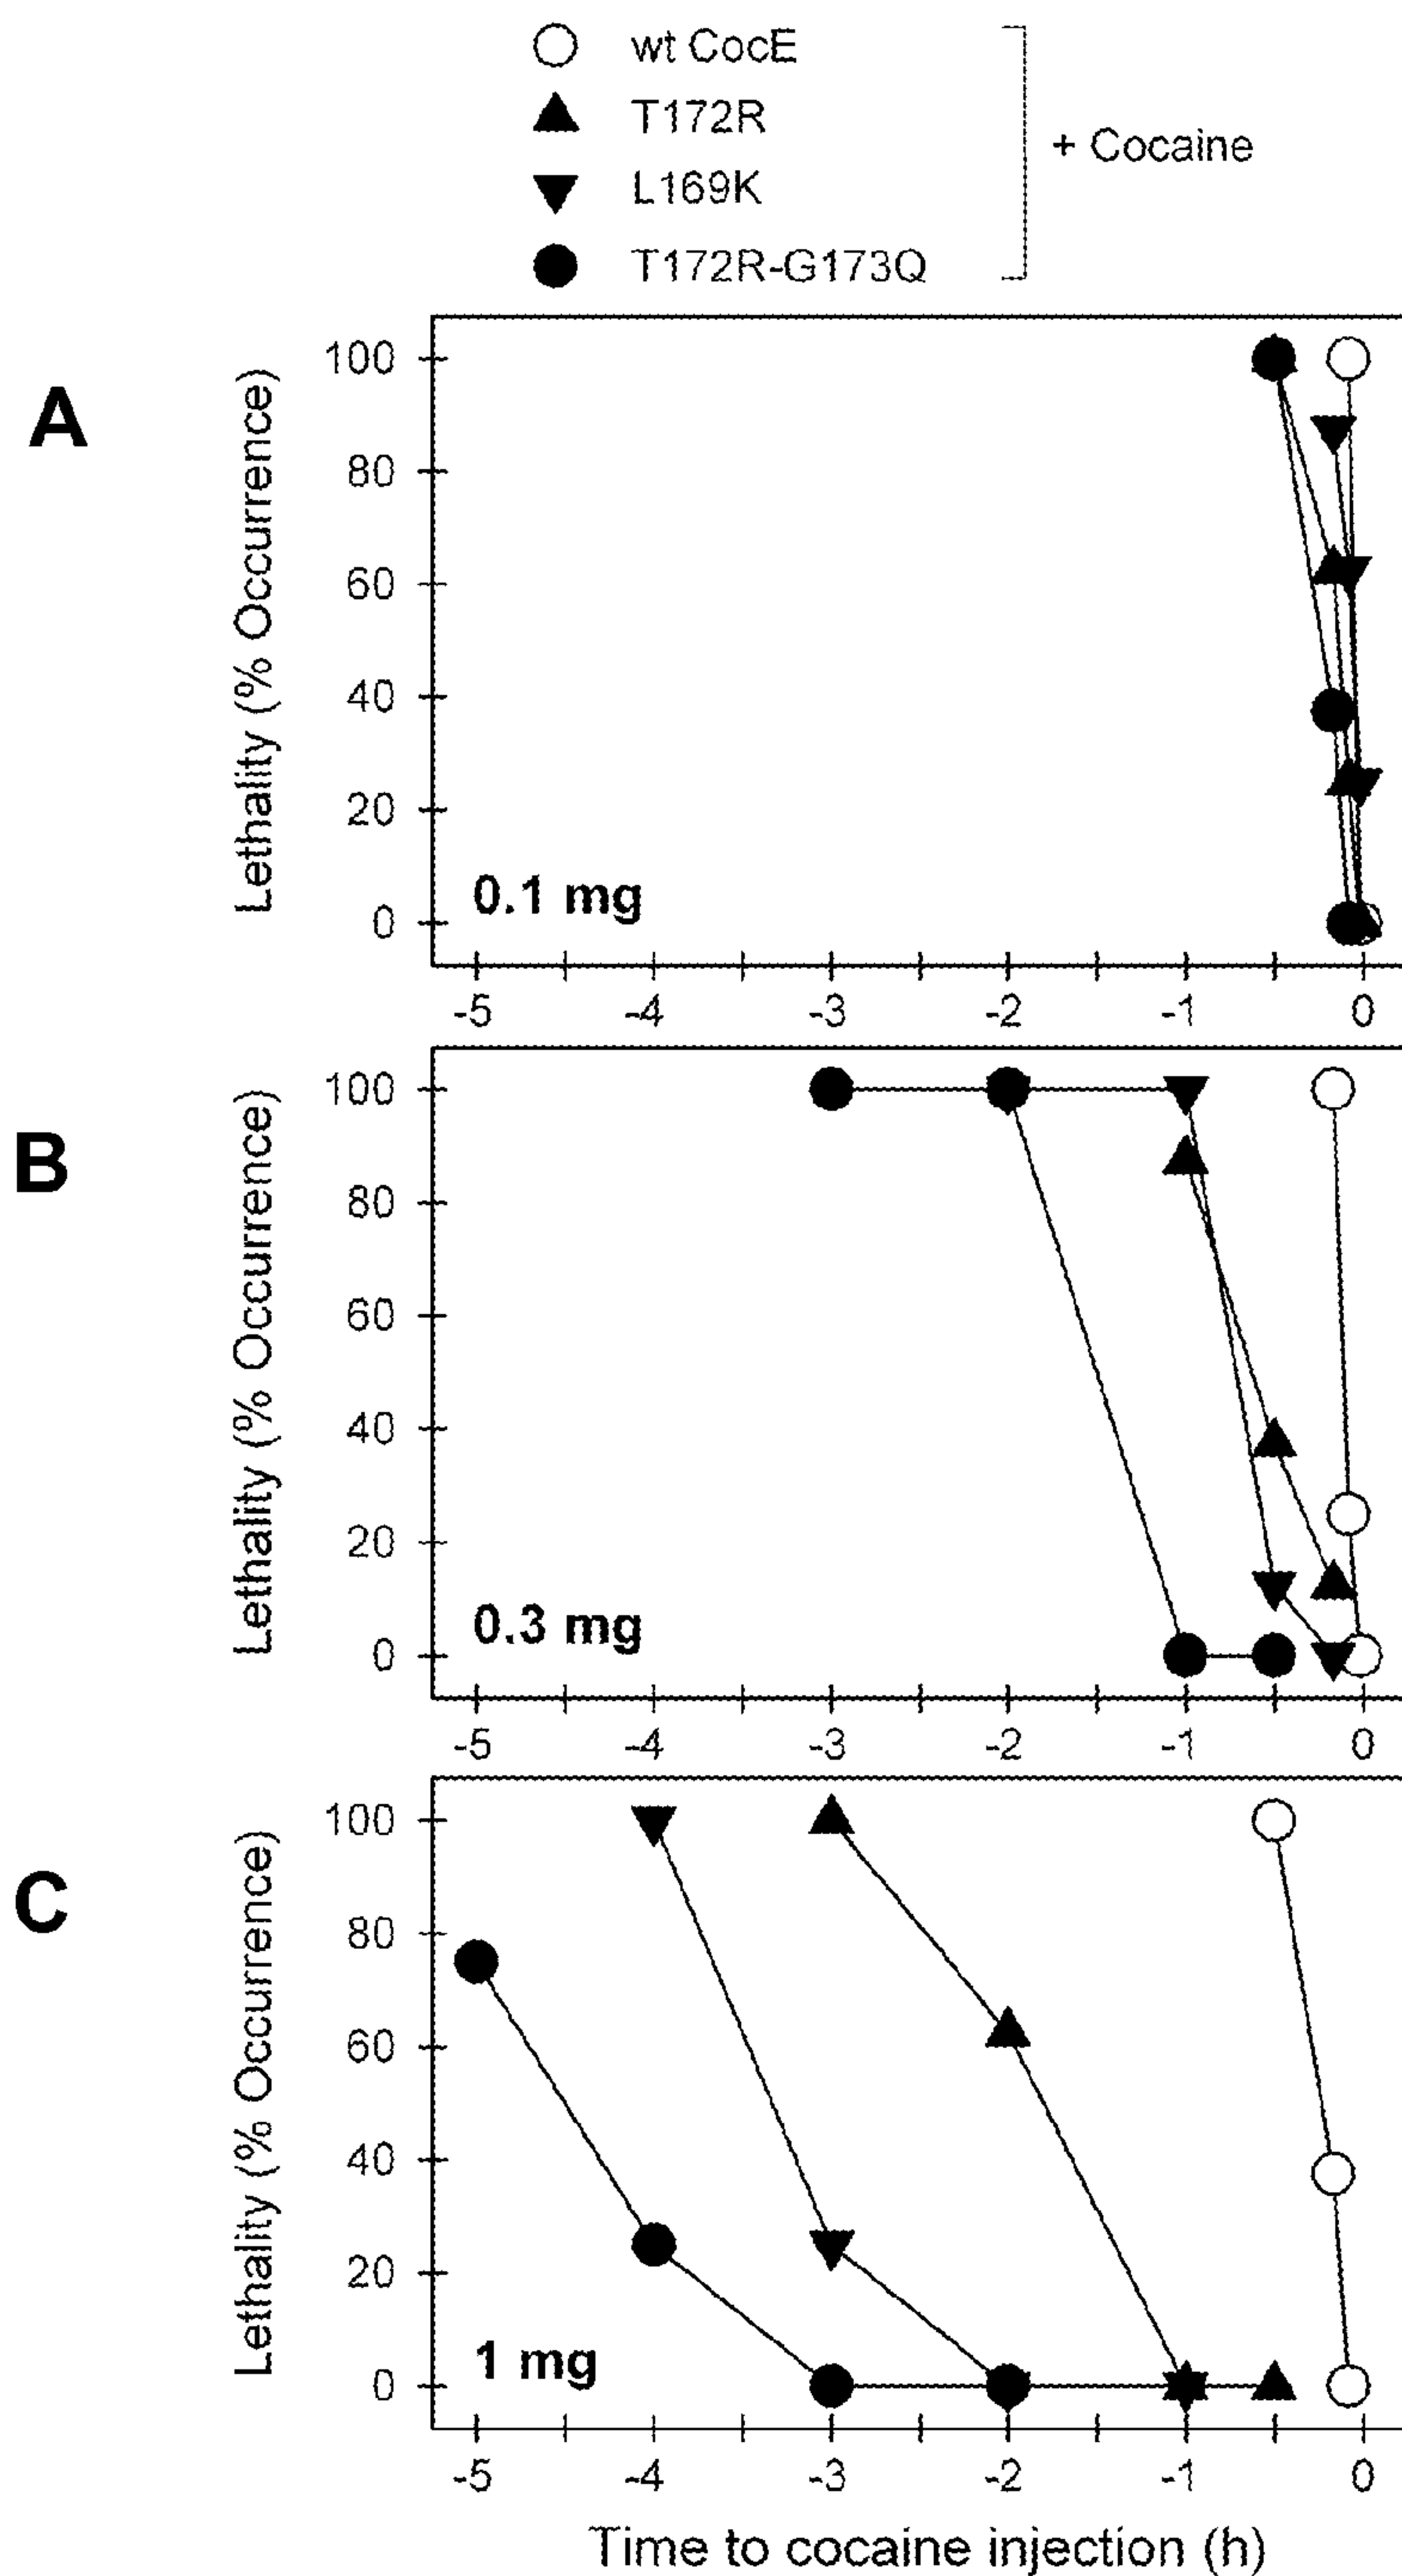 wt CocE
T172R
L169K
T172R-G173Q
+ Cocaine
A
Lethality (% Occurrence)
100
80
60
40
20
0
0.1 mg
-5 -4 -3 -2 -1 0
B
Lethality (% Occurrence)
100
80
60
40
20
0
0.3 mg
-5 -4 -3 -2 -1 0
C
Lethality (% Occurrence)
100
80
60
40
20
0
1 mg
-5 -4 -3 -2 -1 0
Time to cocaine injection (h)